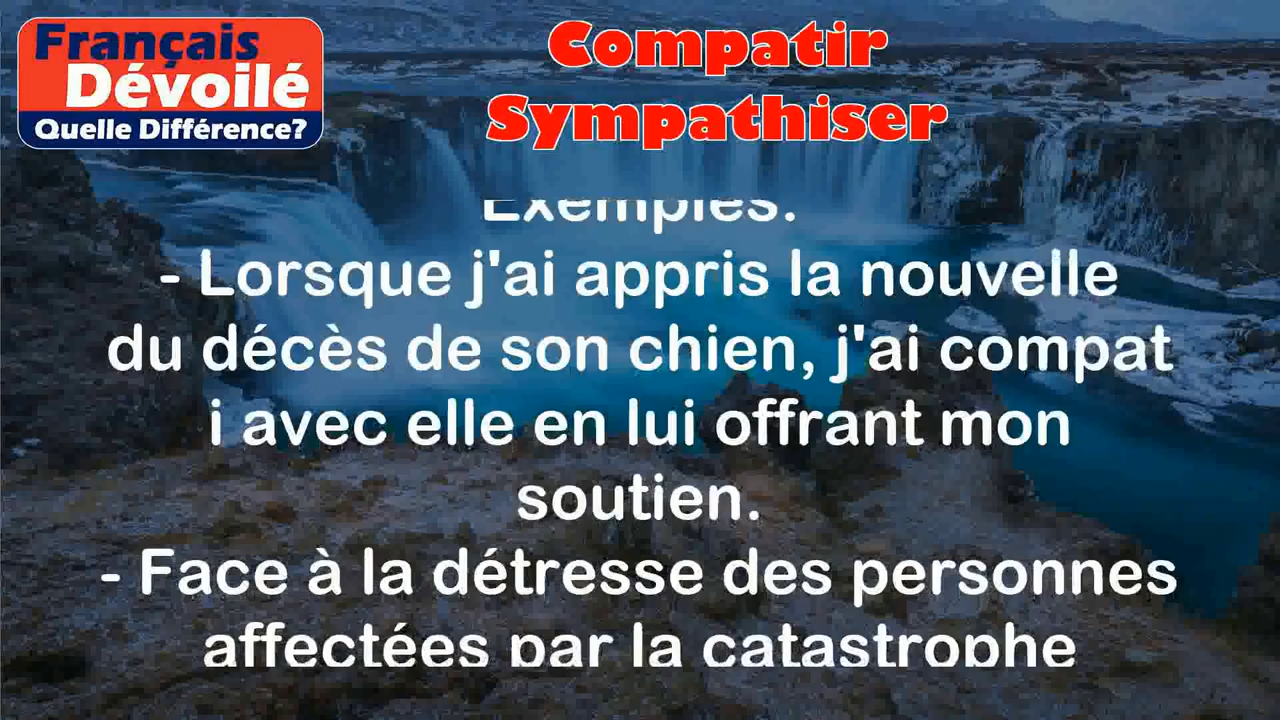 Français
Dévoilé
Quelle Différence?
Compatir
Sympathiser
Exemples:
- Lorsque j'ai appris la nouvelle
du décès de son chien, j'ai compat
i avec elle en lui offrant mon
soutien.
- Face à la détresse des personnes
affectées par la catastrophe